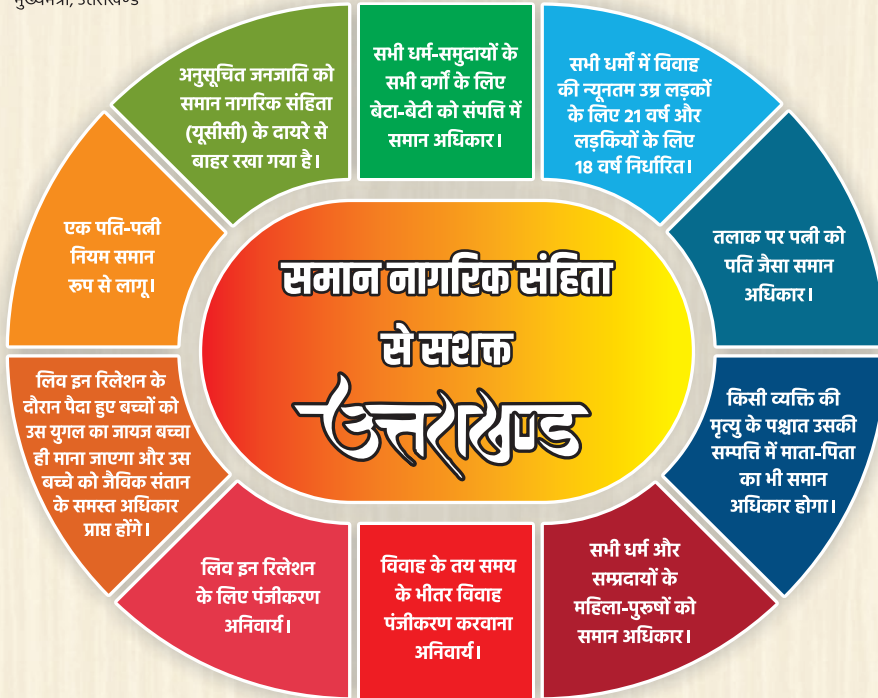 मुख्यमंत्री, उत्तराखण्ड
अनुसूचित जनजाति को
समान नागरिक संहिता
(यूसीसी) के दायरे से
बाहर रखा गया है।
सभी धर्म-समुदायों के
सभी वर्गों के लिए
बेटा-बेटी को संपत्ति में
समान अधिकार।
सभी धर्मों में विवाह
की न्यूनतम उम्र लड़कों
के लिए 21 वर्ष और
लड़कियों के लिए
18 वर्ष निर्धारित।
तलाक पर पत्नी को
पति जैसा समान
अधिकार।
किसी व्यक्ति की
मृत्यु के पश्चात उसकी
सम्पत्ति में माता-पिता
का भी समान
अधिकार होगा।
सभी धर्म और
सम्प्रदायों के
महिला-पुरूषों को
समान अधिकार।
विवाह के तय समय
के भीतर विवाह
पंजीकरण करवाना
अनिवार्य।
लिव इन रिलेशन
के लिए पंजीकरण
अनिवार्य।
लिव इन रिलेशन के
दौरान पैदा हुए बच्चों को
उस युगल का जायज बच्चा
ही माना जाएगा और उस
बच्चे को जैविक संतान
के समस्त अधिकार
प्राप्त होंगे।
एक पति-पत्नी
नियम समान
रूप से लागू।
समान नागरिक संहिता
से सशक्त
उत्तराखण्ड